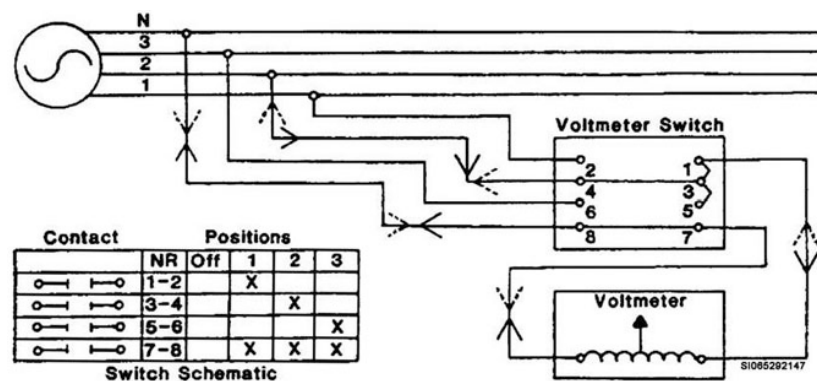 N
3
2
1
Voltmeter Switch
2 1
4 3
6 5
8 7
Contact Positions
NR Off 1 2 3
1-2 X
3-4 X
5-6 X
7-8 X X X
Switch Schematic
Voltmeter
SI065292147